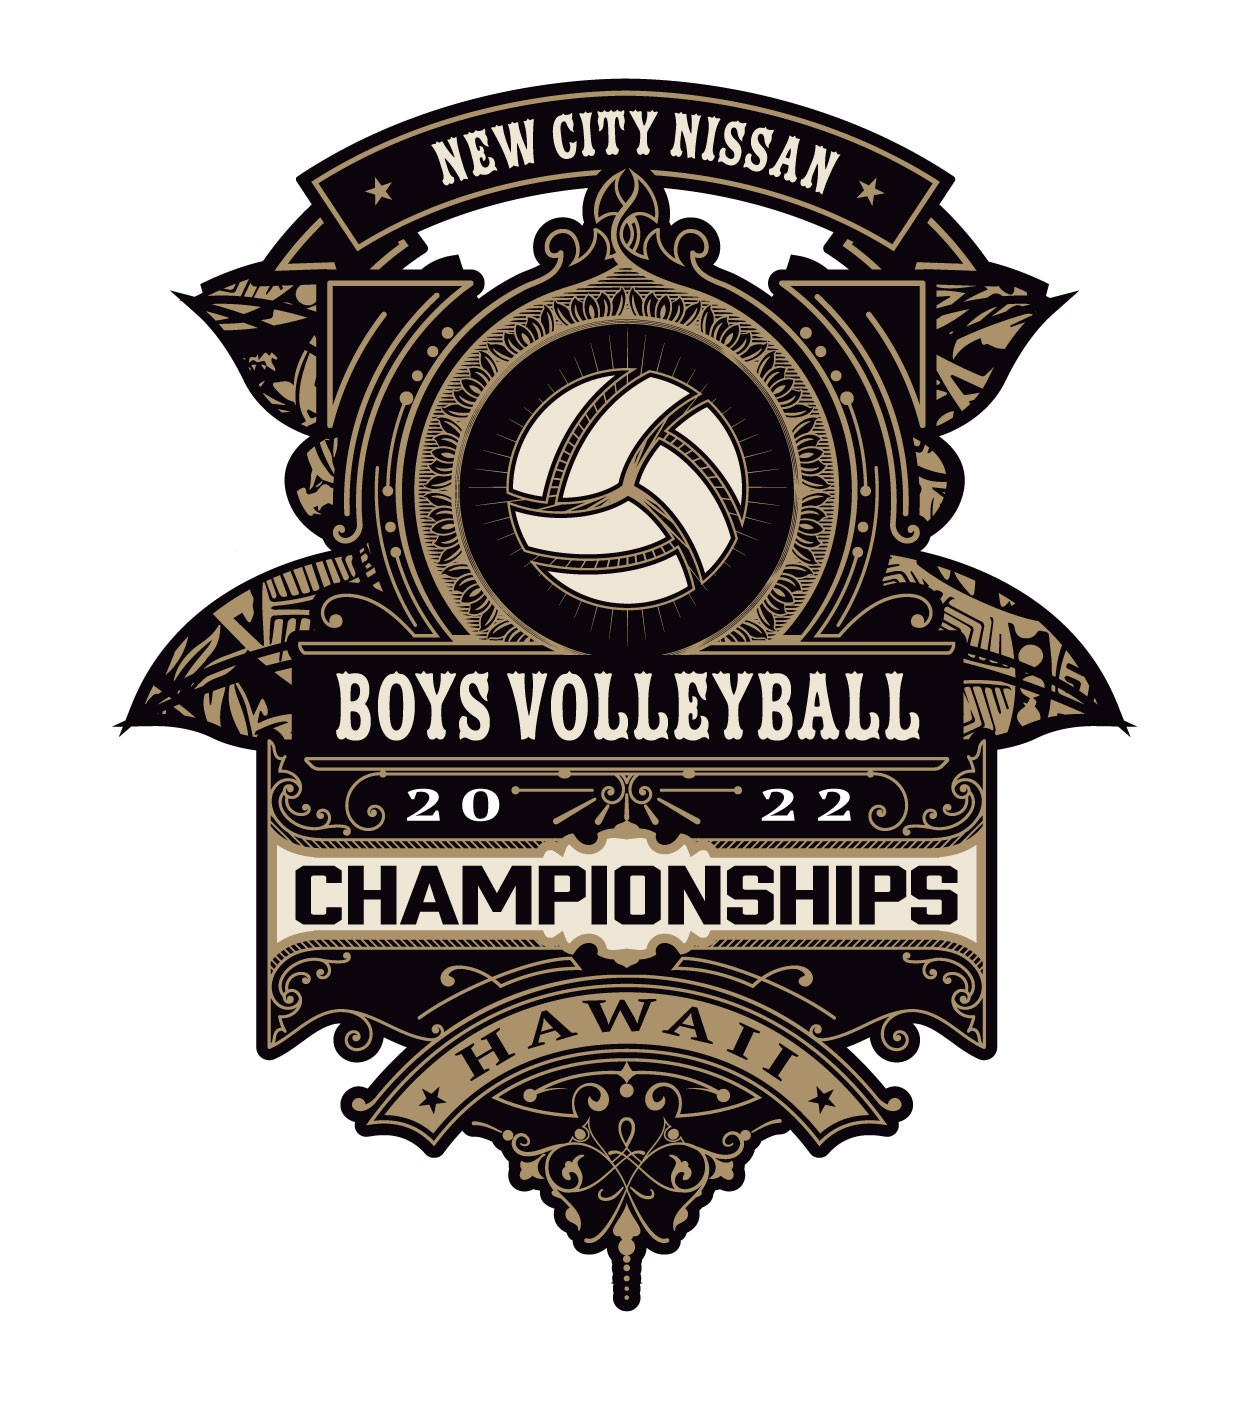 NEW CITY NISSAN
BOYS VOLLEYBALL
20 22
CHAMPIONSHIPS
HAWAII